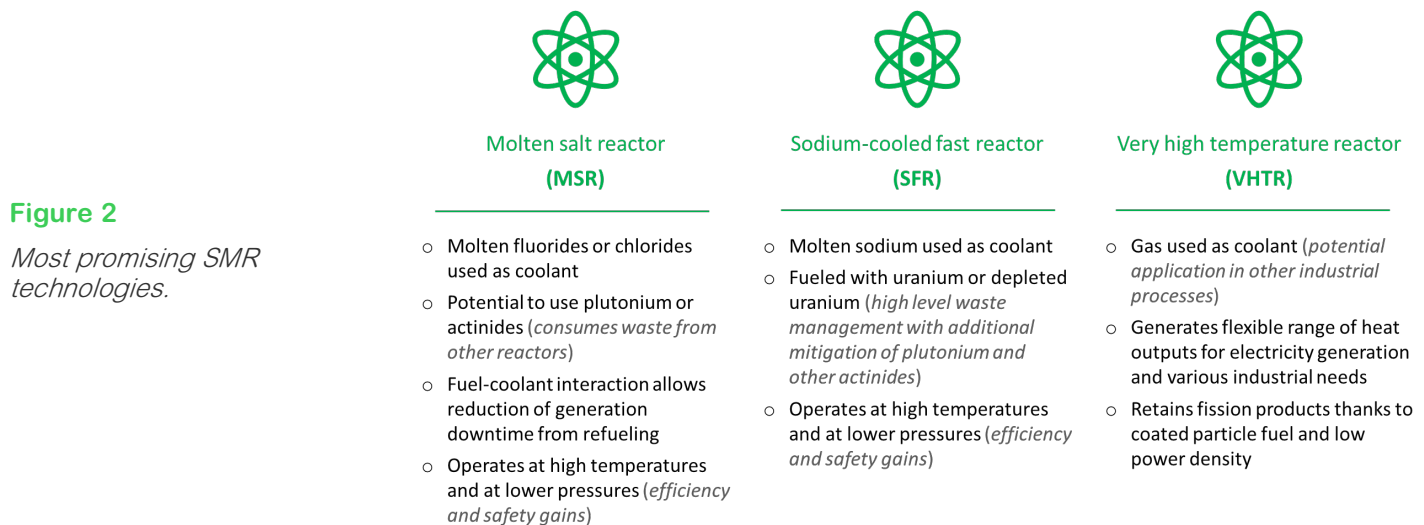 Figure 2
Most promising SMR
technologies.
Molten salt reactor
(MSR)
○ Molten fluorides or chlorides
used as coolant
○ Potential to use plutonium or
actinides (consumes waste from
other reactors)
○ Fuel-coolant interaction allows
reduction of generation
downtime from refueling
○ Operates at high temperatures
and at lower pressures (efficiency
and safety gains)
Sodium-cooled fast reactor
(SFR)
○ Molten sodium used as coolant
○ Fueled with uranium or depleted
uranium (high level waste
management with additional
mitigation of plutonium and
other actinides)
○ Operates at high temperatures
and at lower pressures (efficiency
and safety gains)
Very high temperature reactor
(VHTR)
○ Gas used as coolant (potential
application in other industrial
processes)
○ Generates flexible range of heat
outputs for electricity generation
and various industrial needs
○ Retains fission products thanks to
coated particle fuel and low
power density